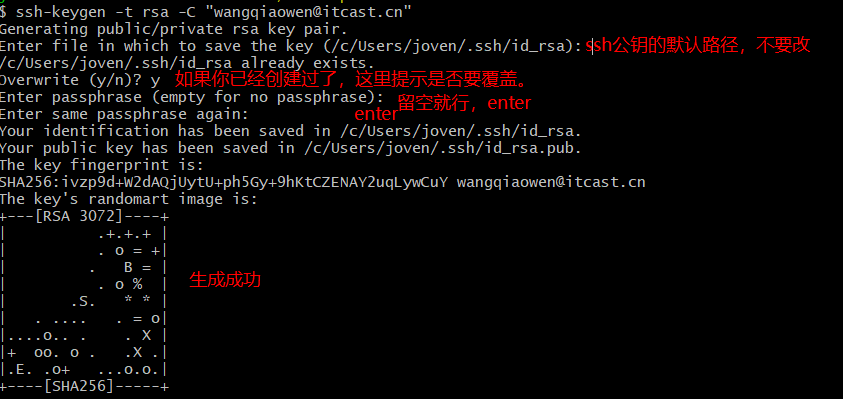 $ ssh-keygen -t rsa -C "wangqiaowen@itcast.cn"
Generating public/private rsa key pair.
Enter file in which to save the key (/c/Users/joven/.ssh/id_rsa): ssh公钥的默认路径，不要改
/c/Users/joven/.ssh/id_rsa already exists.
Overwrite (y/n)? y 如果你已经创建过了，这里提示是否要覆盖。
Enter passphrase (empty for no passphrase): 留空就行，enter
Enter same passphrase again: enter
Your identification has been saved in /c/Users/joven/.ssh/id_rsa.
Your public key has been saved in /c/Users/joven/.ssh/id_rsa.pub.
The key fingerprint is:
SHA256:ivzp9d+W2dAQjUytU+ph5Gy+9hKtCZENAY2uqLywCuY wangqiaowen@itcast.cn
The key's randomart image is:
+---[RSA 3072]----+
|           .+.+.+ |
|           . o = +|
|          .   B = |
|           . o %  |
|        .S.   * * |
|   . ....    . = o|
|....o.. .    . X |
|+  oo. o .   .X .|
|.E. .o+   ...o.o.|
+----[SHA256]-----+
生成成功